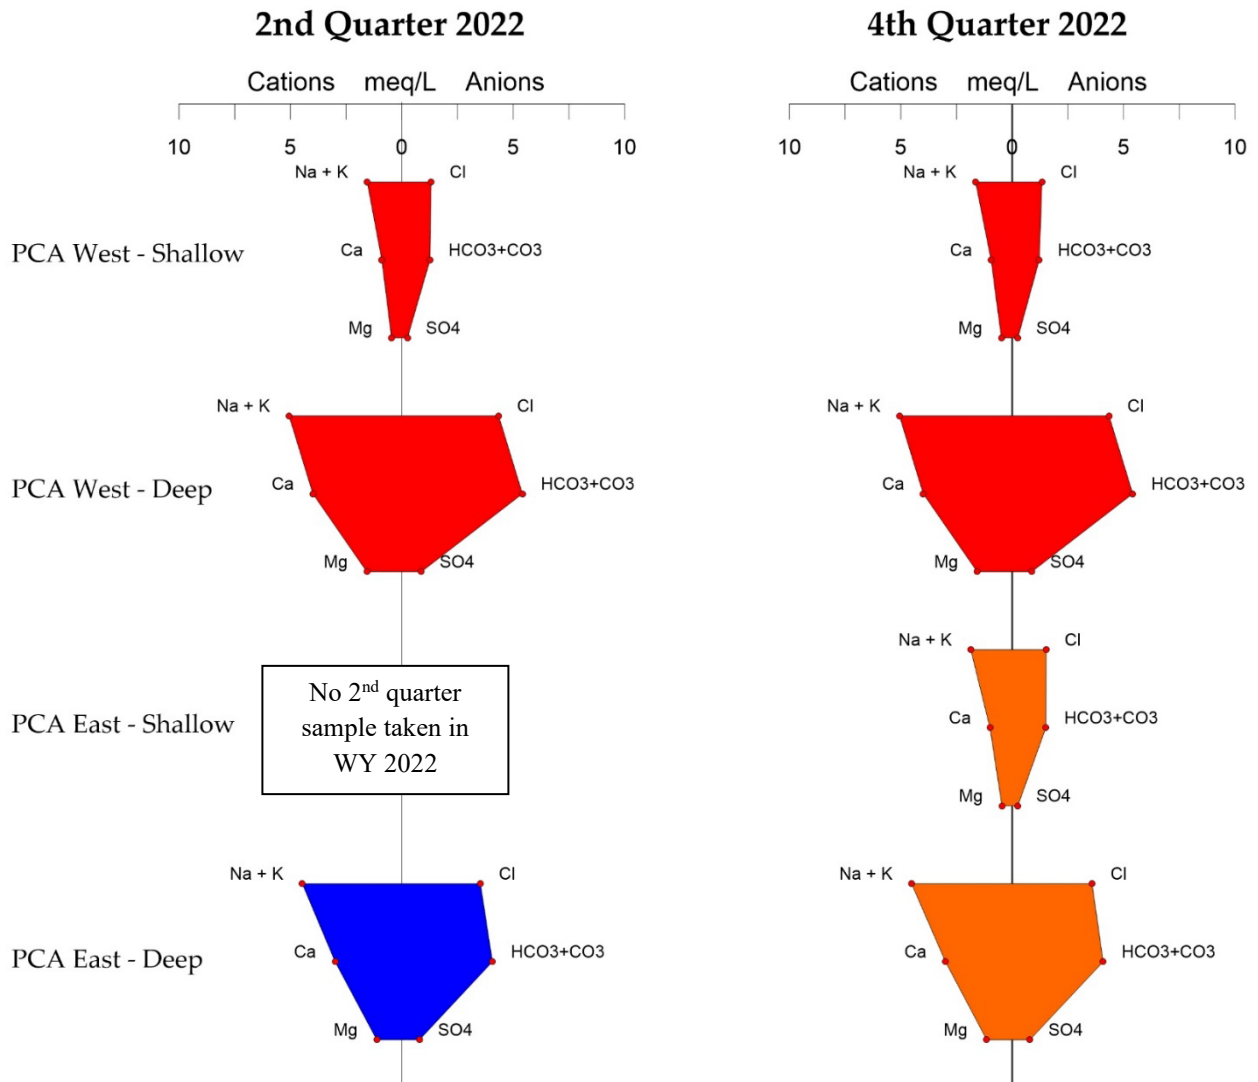 2nd Quarter 2022
4th Quarter 2022
Cations meq/L Anions
Cations meq/L Anions
10 5 0 5 10
10 5 0 5 10
Na + K Cl
Na + K Cl
PCA West - Shallow
Ca HCO3+CO3
Ca HCO3+CO3
Mg SO4
Mg SO4
Na + K Cl
Na + K Cl
PCA West - Deep
Ca HCO3+CO3
Ca HCO3+CO3
Mg SO4
Mg SO4
Na + K Cl
PCA East - Shallow
No 2nd quarter
sample taken in
WY 2022
Ca HCO3+CO3
Mg SO4
Na + K Cl
Na + K Cl
PCA East - Deep
Ca HCO3+CO3
Ca HCO3+CO3
Mg SO4
Mg SO4